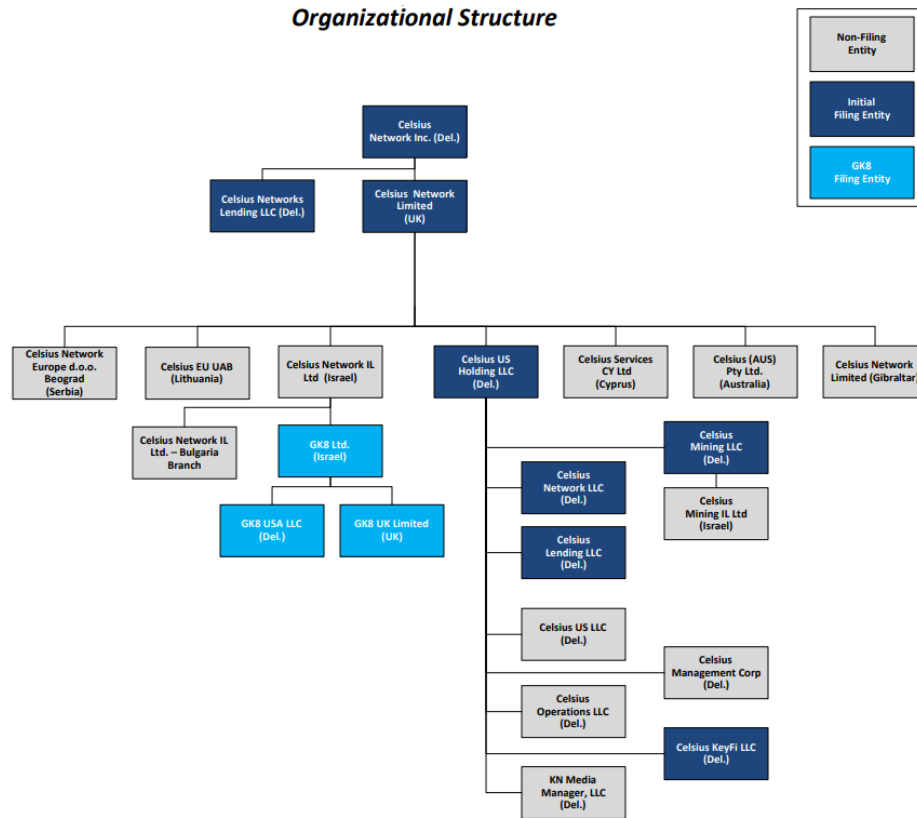 Organizational Structure
Non-Filing
Entity
Initial
Filing Entity
GK8
Filing Entity
Celsius
Network Inc. (Del.)
Celsius Networks
Lending LLC (Del.)
Celsius Network
Limited
(UK)
Celsius Network
Europe d.o.o.
Beograd
(Serbia)
Celsius EU UAB
(Lithuania)
Celsius Network IL
Ltd (Israel)
Celsius US
Holding LLC
(Del.)
Celsius Services
CY Ltd
(Cyprus)
Celsius (AUS)
Pty Ltd.
(Australia)
Celsius Network
Limited (Gibraltar)
Celsius Network IL
Ltd. – Bulgaria
Branch
GK8 Ltd.
(Israel)
GK8 USA LLC
(Del.)
GK8 UK Limited
(UK)
Celsius
Mining LLC
(Del.)
Celsius
Network LLC
(Del.)
Celsius
Mining IL Ltd
(Israel)
Celsius
Lending LLC
(Del.)
Celsius US LLC
(Del.)
Celsius
Management Corp
(Del.)
Celsius
Operations LLC
(Del.)
Celsius KeyFi LLC
(Del.)
KN Media
Manager, LLC
(Del.)